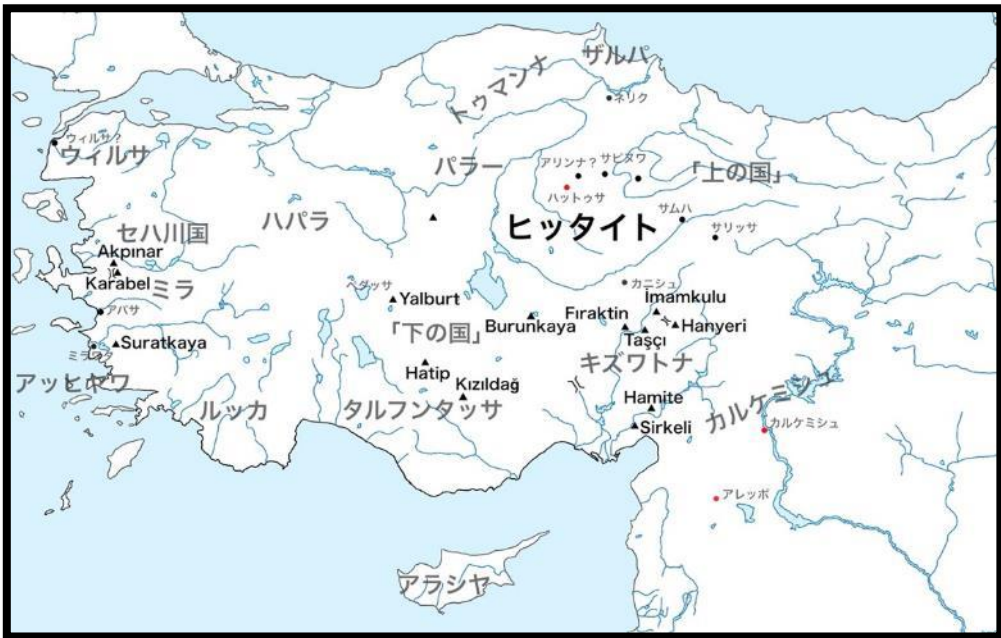 ザルパ
トゥマンナ
ネリク
ウィルサ？
ウィルサ
パラー
アリンナ？
サピヌワ
「上の国」
ハットゥサ
ハパラ
ヒッタイト
サムハ
サリッサ
セハ川国
Akpınar
Karabel
ミラ
アパサ
カニシュ
İmamkulu
Yalburt
Burunkaya
Fıraktin
Hanyeri
Taşçı
「下の国」
Suratkaya
Hatip
キズワトナ
アッヒヤワ
ルッカ
Kızıldağ
タルフンタッサ
Hamite
Sirkeli
カルケミシュ
カルケミシュ
アレッポ
アラシヤ